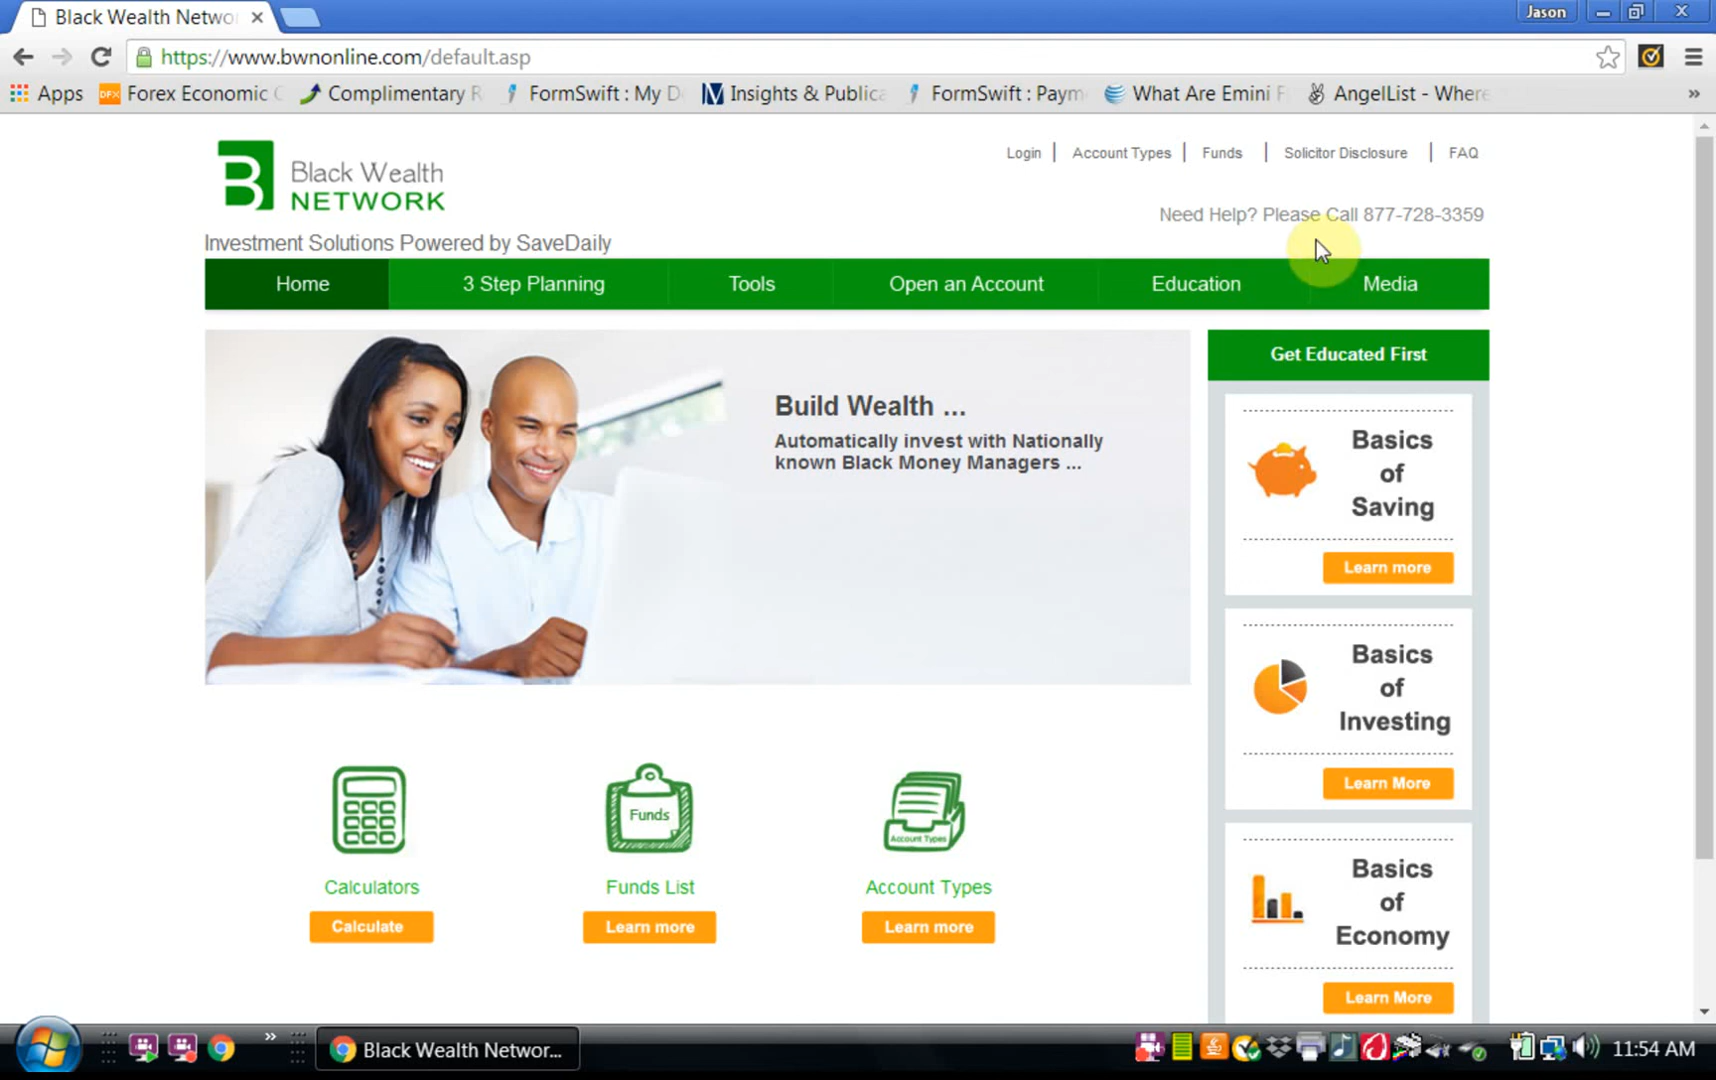 Black Wealth Netwo
Jason
https://www.bwnonline.com/default.asp
Apps
Forex Economic C
Complimentary R
FormSwift : My D
Insights & Publica
FormSwift : Paym
What Are Emini F
AngelList - Where
»
B
Black Wealth
NETWORK
Login | Account Types | Funds | Solicitor Disclosure | FAQ
Need Help? Please Call 877-728-3359
Investment Solutions Powered by SaveDaily
Home
3 Step Planning
Tools
Open an Account
Education
Media
Build Wealth ...
Automatically invest with Nationally
known Black Money Managers ...
Get Educated First
Basics
of
Saving
Learn more
Basics
of
Investing
Learn More
Basics
of
Economy
Learn More
Funds
Account Types
Calculators
Funds List
Account Types
Calculate
Learn more
Learn more
»
Black Wealth Networ...
11:54 AM